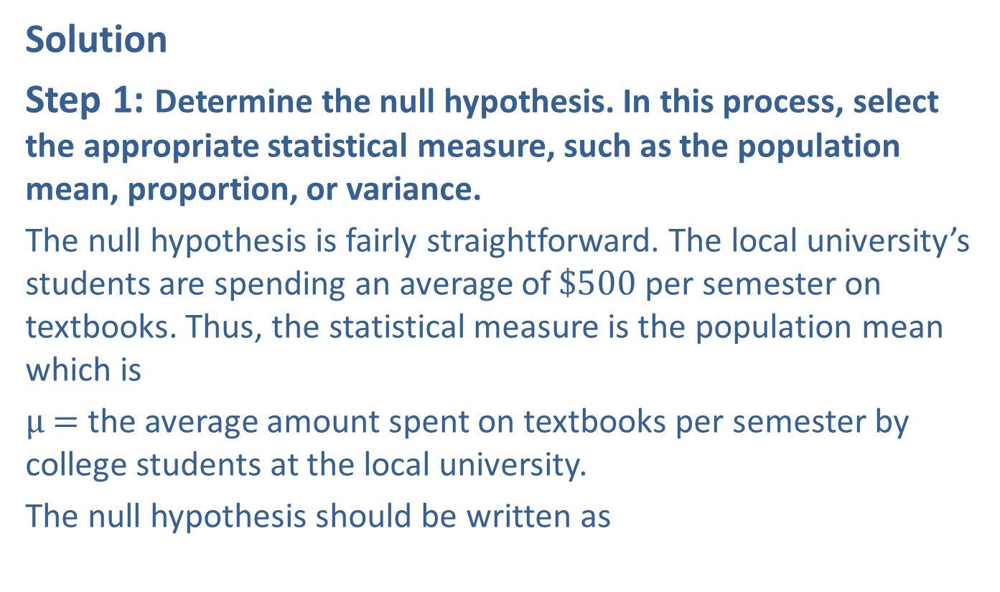 Solution
Step 1: Determine the null hypothesis. In this process, select
the appropriate statistical measure, such as the population
mean, proportion, or variance.
The null hypothesis is fairly straightforward. The local university’s
students are spending an average of $500 per semester on
textbooks. Thus, the statistical measure is the population mean
which is
μ = the average amount spent on textbooks per semester by
college students at the local university.
The null hypothesis should be written as